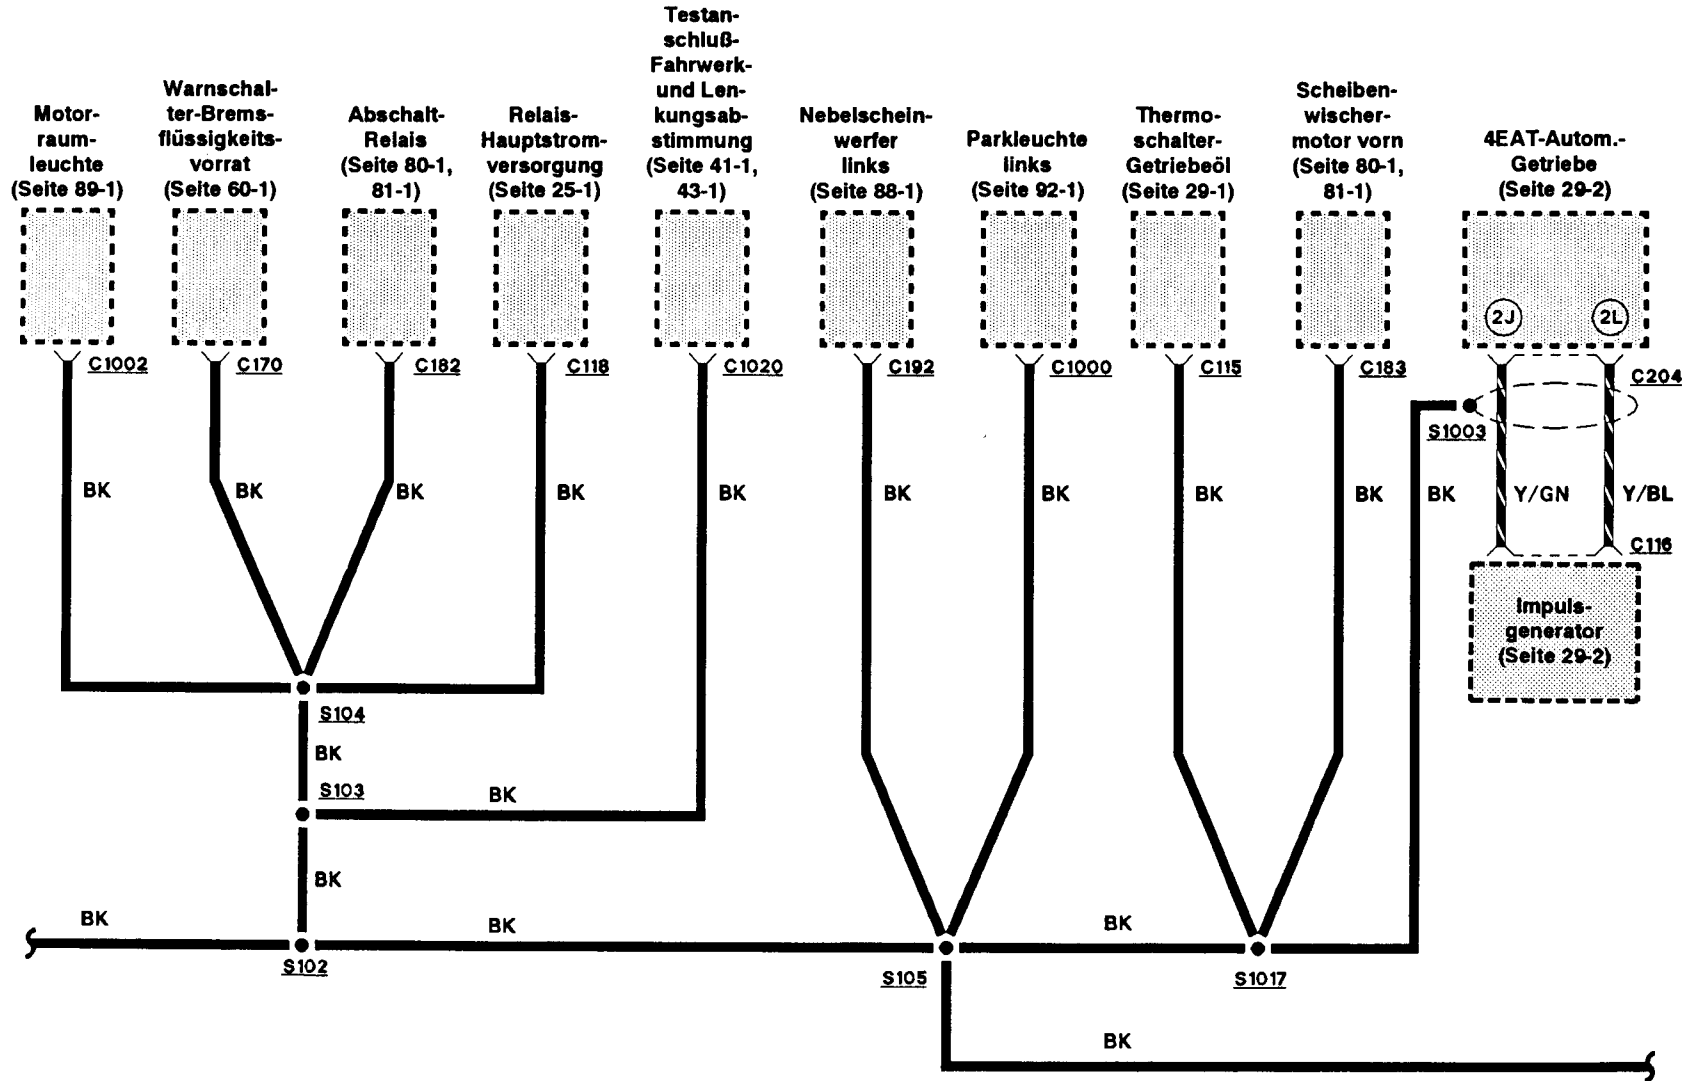 Motor-
raum-
leuchte
(Seite 89-1)
Warnschal-
ter-Brems-
flüssigkeits-
vorrat
(Seite 60-1)
Abschalt-
Relais
(Seite 80-1,
81-1)
Relais-
Hauptstrom-
versorgung
(Seite 25-1)
Testan-
schluß-
Fahrwerk-
und Len-
kungsab-
stimmung
(Seite 41-1,
43-1)
Nebelschein-
werfer
links
(Seite 88-1)
Parkleuchte
links
(Seite 92-1)
Thermo-
schalter-
Getriebeöl
(Seite 29-1)
Scheiben-
wischer-
motor vorn
(Seite 80-1,
81-1)
4EAT-Autom.-
Getriebe
(Seite 29-2)
2J
2L
C1002
C170
C182
C118
C1020
C192
C1000
C115
C183
C204
S1003
BK
BK
BK
BK
BK
BK
BK
BK
BK
BK
Y/GN
Y/BL
C116
Impuls-
generator
(Seite 29-2)
S104
BK
S103
BK
BK
BK
BK
BK
S102
S105
S1017
BK